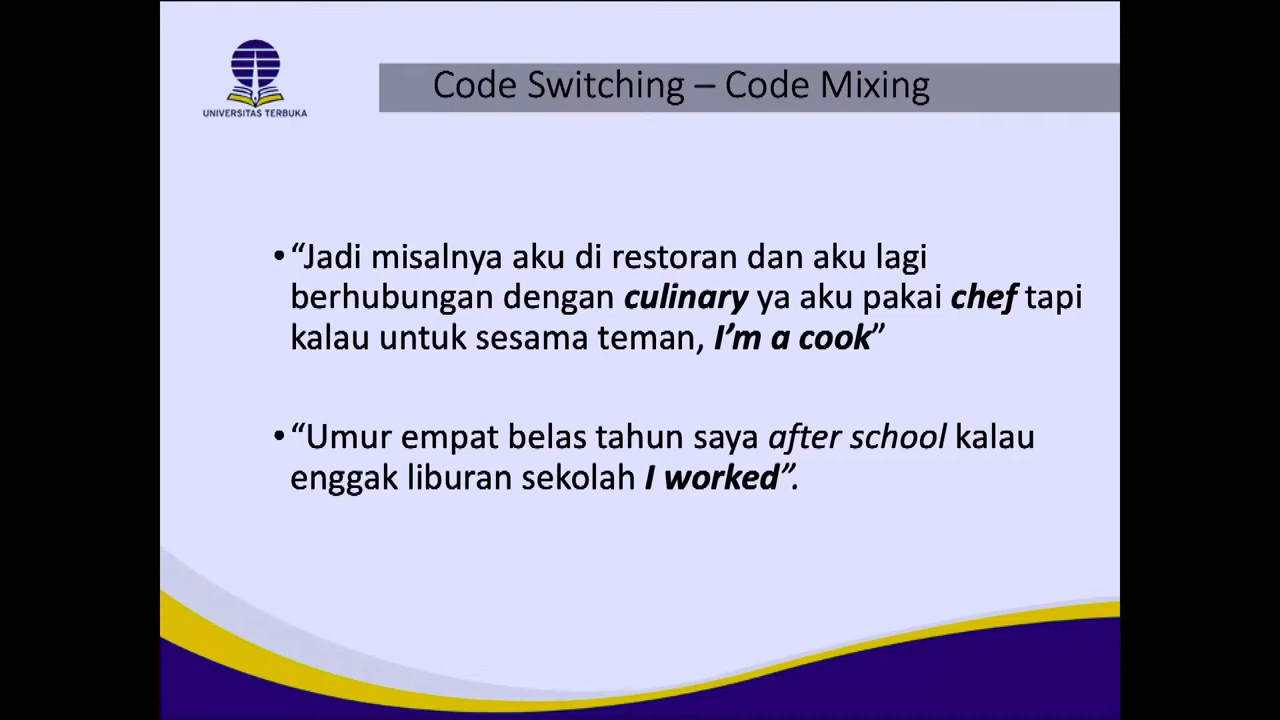 UNIVERSITAS TERBUKA
Code Switching – Code Mixing
•“Jadi misalnya aku di restoran dan aku lagi
berhubungan dengan culinary ya aku pakai chef tapi
kalau untuk sesama teman, I’m a cook”
•“Umur empat belas tahun saya after school kalau
enggak liburan sekolah I worked”.